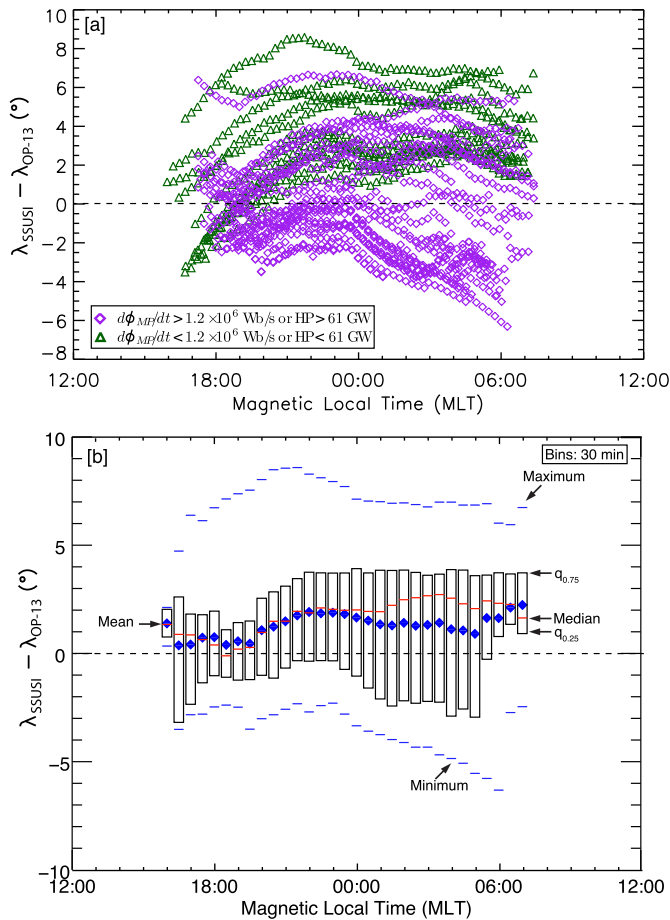 [a]
10
8
6
4
2
0
−2
−4
−6
−8
λSSUSI − λOP-13 (°)
dϕMP/dt > 1.2×10⁶ Wb/s or HP > 61 GW
dϕMP/dt < 1.2×10⁶ Wb/s or HP < 61 GW
12:00 18:00 00:00 06:00 12:00
Magnetic Local Time (MLT)
[b]
Bins: 30 min
10
5
0
−5
−10
λSSUSI − λOP-13 (°)
Maximum
q0.75
Mean
Median
q0.25
Minimum
12:00 18:00 00:00 06:00 12:00
Magnetic Local Time (MLT)